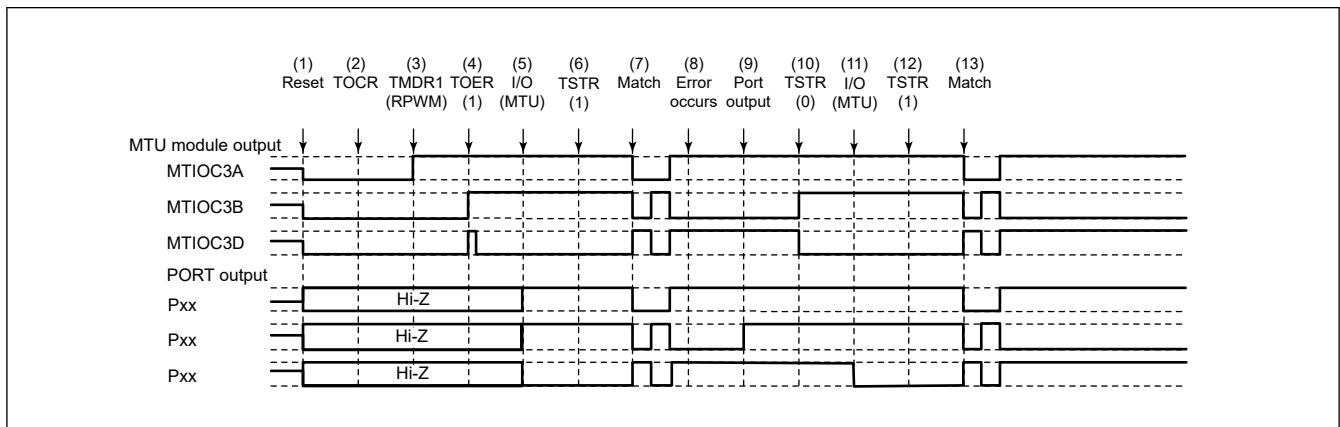 (1) (2) (3) (4) (5) (6) (7) (8) (9) (10) (11) (12) (13)
Reset TOCR TMDR1 TOER I/O TSTR Match Error Port TSTR I/O TSTR Match
(RPWM) (1) (MTU) (1) occurs output (0) (MTU) (1)
MTU module output
MTIOC3A
MTIOC3B
MTIOC3D
PORT output
Pxx Hi-Z
Pxx Hi-Z
Pxx Hi-Z